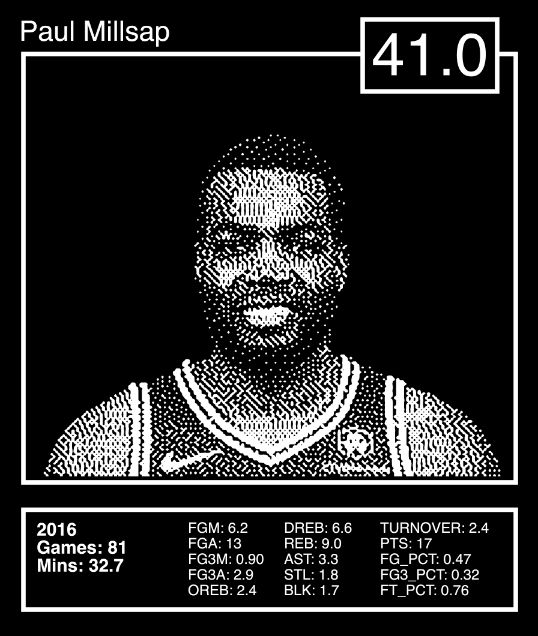 Paul Millsap
41.0
2016
Games: 81
Mins: 32.7
FGM: 6.2
FGA: 13
FG3M: 0.90
FG3A: 2.9
OREB: 2.4
DREB: 6.6
REB: 9.0
AST: 3.3
STL: 1.8
BLK: 1.7
TURNOVER: 2.4
PTS: 17
FG_PCT: 0.47
FG3_PCT: 0.32
FT_PCT: 0.76